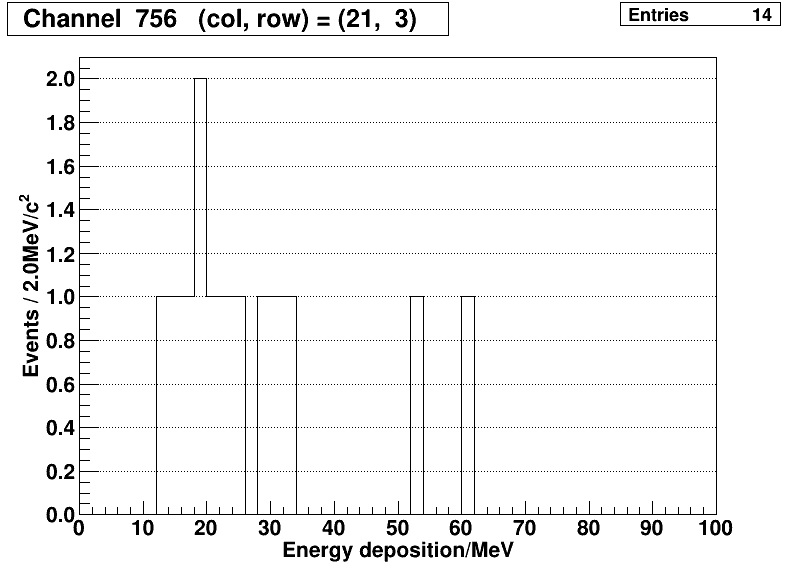 Channel 756 (col, row) = (21, 3)
Entries 14
Events / 2.0MeV/c²
2.0
1.8
1.6
1.4
1.2
1.0
0.8
0.6
0.4
0.2
0.0
0 10 20 30 40 50 60 70 80 90 100
Energy deposition/MeV